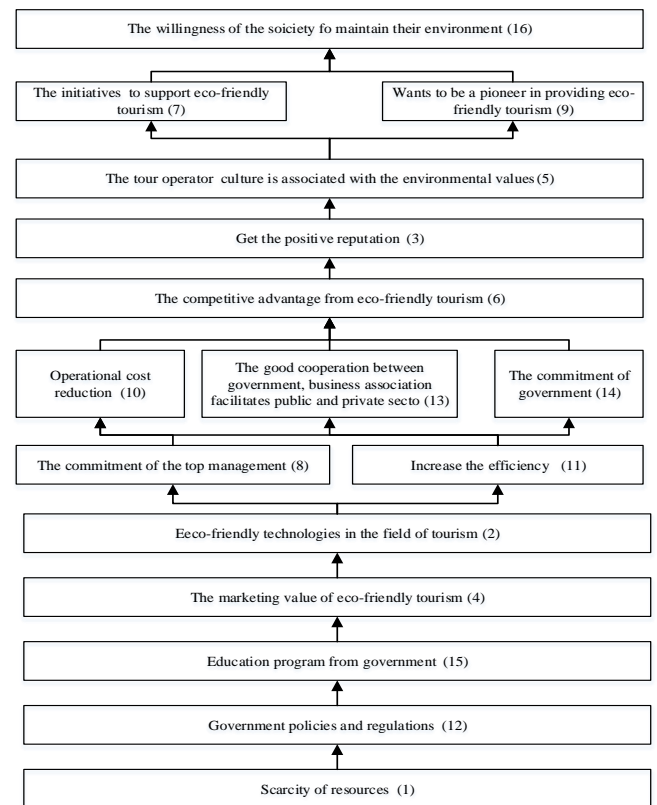 The willingness of the soiciety fo maintain their environment (16)
The initiatives to support eco-friendly
tourism (7)
Wants to be a pioneer in providing eco-
friendly tourism (9)
The tour operator culture is associated with the environmental values (5)
Get the positive reputation (3)
The competitive advantage from eco-friendly tourism (6)
Operational cost
reduction (10)
The good cooperation between
government, business association
facilitates public and private secto (13)
The commitment of
government (14)
The commitment of the top management (8)
Increase the efficiency (11)
Eeco-friendly technologies in the field of tourism (2)
The marketing value of eco-friendly tourism (4)
Education program from government (15)
Government policies and regulations (12)
Scarcity of resources (1)